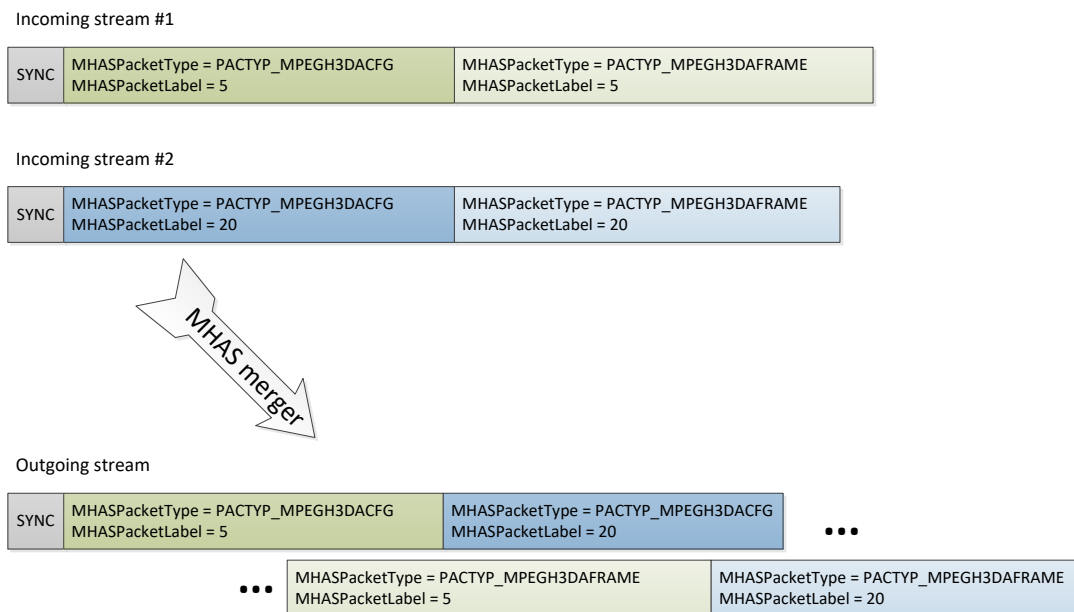 Incoming stream #1
SYNC
MHASPacketType = PACTYP_MPEGH3DACFG
MHASPacketLabel = 5
MHASPacketType = PACTYP_MPEGH3DAFRAME
MHASPacketLabel = 5
Incoming stream #2
SYNC
MHASPacketType = PACTYP_MPEGH3DACFG
MHASPacketLabel = 20
MHASPacketType = PACTYP_MPEGH3DAFRAME
MHASPacketLabel = 20
MHAS merger
Outgoing stream
SYNC
MHASPacketType = PACTYP_MPEGH3DACFG
MHASPacketLabel = 5
MHASPacketType = PACTYP_MPEGH3DACFG
MHASPacketLabel = 20
...
...
MHASPacketType = PACTYP_MPEGH3DAFRAME
MHASPacketLabel = 5
MHASPacketType = PACTYP_MPEGH3DAFRAME
MHASPacketLabel = 20